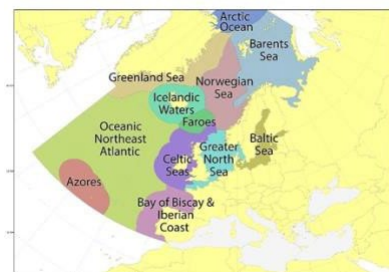 Arctic
Ocean
Barents
Sea
Greenland Sea
Norwegian
Sea
Icelandic
Waters
Faroes
Oceanic
Northeast
Atlantic
Celtic
Seas
Greater
North
Sea
Baltic
Sea
Azores
Bay of Biscay &
Iberian
Coast